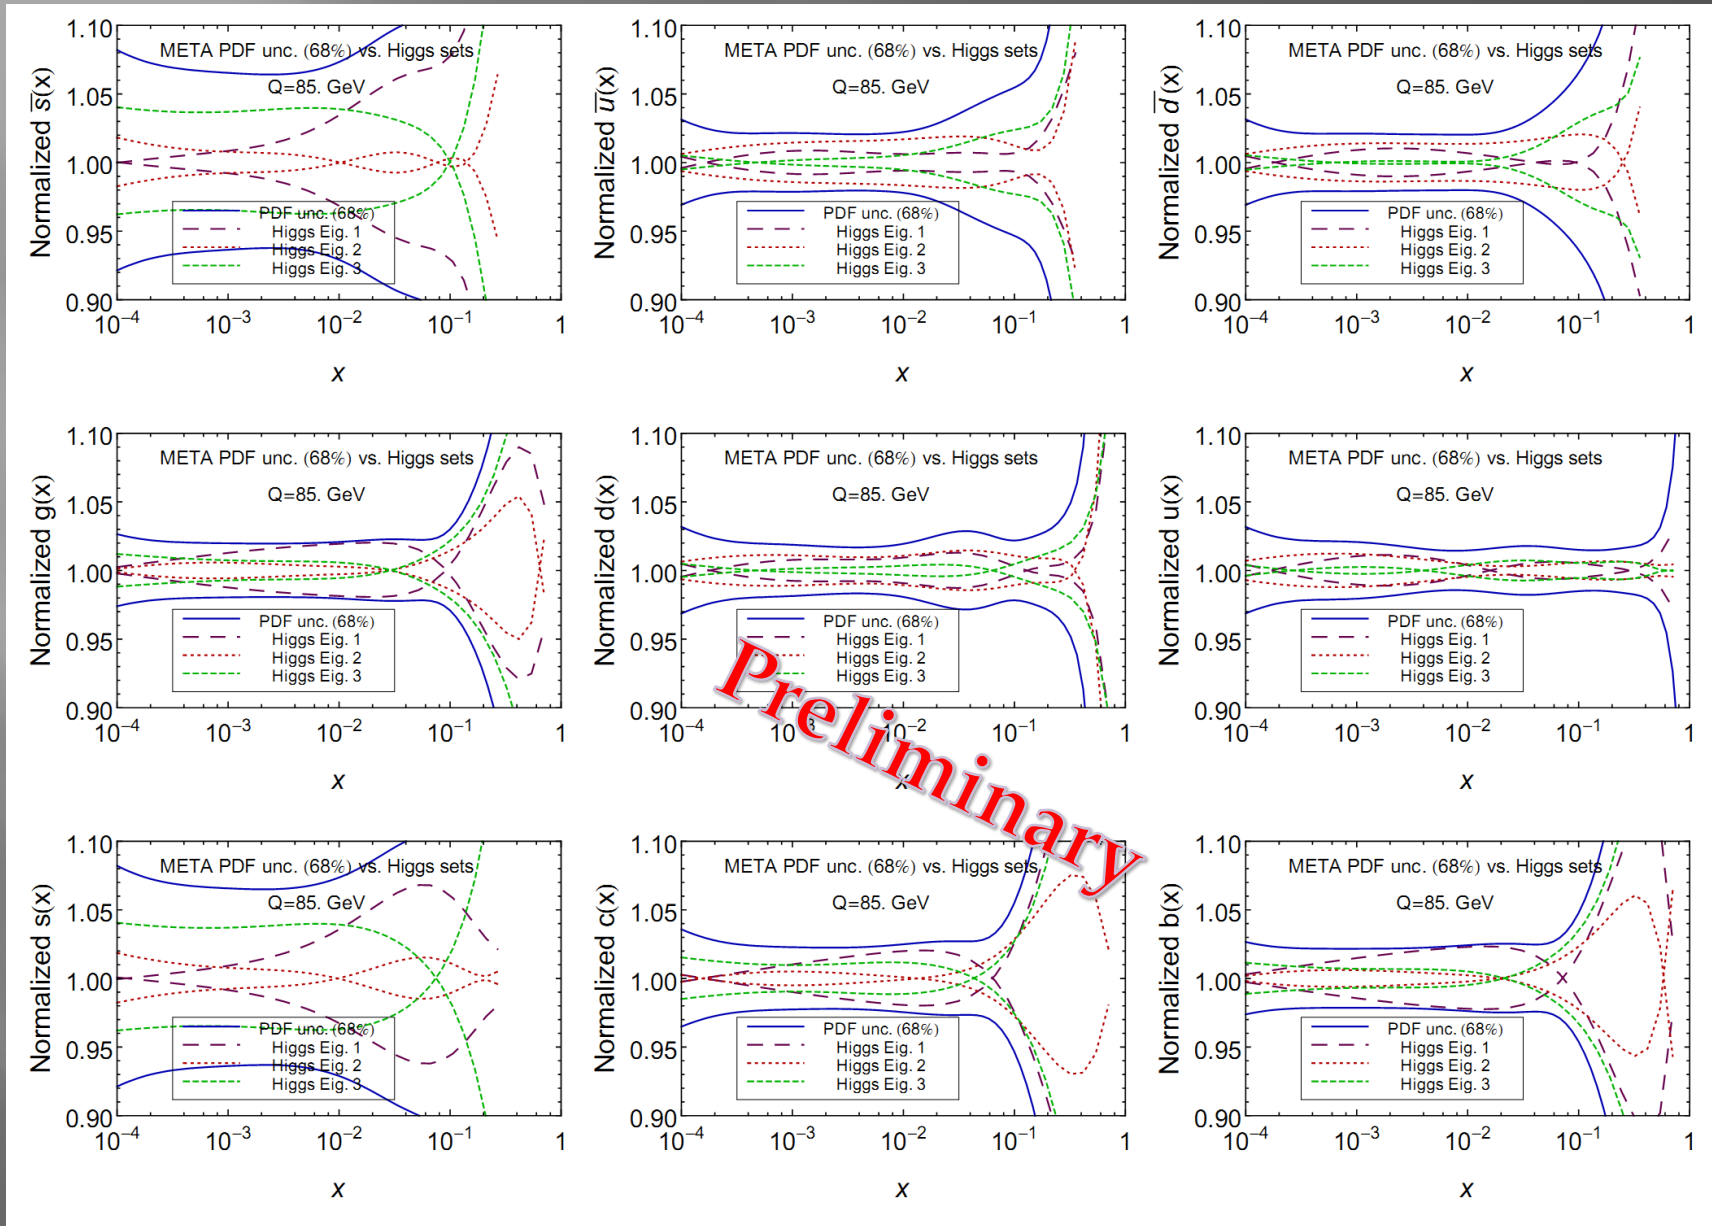 META PDF unc. (68%) vs. Higgs sets
Q=85. GeV
Normalized s̅(x)
1.10
1.05
1.00
0.95
0.90
PDF unc. (68%)
Higgs Eig. 1
Higgs Eig. 2
Higgs Eig. 3
10⁻⁴ 10⁻³ 10⁻² 10⁻¹ 1
x
META PDF unc. (68%) vs. Higgs sets
Q=85. GeV
Normalized u̅(x)
1.10
1.05
1.00
0.95
0.90
PDF unc. (68%)
Higgs Eig. 1
Higgs Eig. 2
Higgs Eig. 3
10⁻⁴ 10⁻³ 10⁻² 10⁻¹ 1
x
META PDF unc. (68%) vs. Higgs sets
Q=85. GeV
Normalized d̅(x)
1.10
1.05
1.00
0.95
0.90
PDF unc. (68%)
Higgs Eig. 1
Higgs Eig. 2
Higgs Eig. 3
10⁻⁴ 10⁻³ 10⁻² 10⁻¹ 1
x
META PDF unc. (68%) vs. Higgs sets
Q=85. GeV
Normalized g(x)
1.10
1.05
1.00
0.95
0.90
PDF unc. (68%)
Higgs Eig. 1
Higgs Eig. 2
Higgs Eig. 3
10⁻⁴ 10⁻³ 10⁻² 10⁻¹ 1
x
META PDF unc. (68%) vs. Higgs sets
Q=85. GeV
Normalized d(x)
1.10
1.05
1.00
0.95
0.90
PDF unc. (68%)
Higgs Eig. 1
Higgs Eig. 2
Higgs Eig. 3
10⁻⁴ 10⁻³ 10⁻² 10⁻¹ 1
x
META PDF unc. (68%) vs. Higgs sets
Q=85. GeV
Normalized u(x)
1.10
1.05
1.00
0.95
0.90
PDF unc. (68%)
Higgs Eig. 1
Higgs Eig. 2
Higgs Eig. 3
10⁻⁴ 10⁻³ 10⁻² 10⁻¹ 1
x
Preliminary
META PDF unc. (68%) vs. Higgs sets
Q=85. GeV
Normalized s(x)
1.10
1.05
1.00
0.95
0.90
PDF unc. (68%)
Higgs Eig. 1
Higgs Eig. 2
Higgs Eig. 3
10⁻⁴ 10⁻³ 10⁻² 10⁻¹ 1
x
META PDF unc. (68%) vs. Higgs sets
Q=85. GeV
Normalized c(x)
1.10
1.05
1.00
0.95
0.90
PDF unc. (68%)
Higgs Eig. 1
Higgs Eig. 2
Higgs Eig. 3
10⁻⁴ 10⁻³ 10⁻² 10⁻¹ 1
x
META PDF unc. (68%) vs. Higgs sets
Q=85. GeV
Normalized b(x)
1.10
1.05
1.00
0.95
0.90
PDF unc. (68%)
Higgs Eig. 1
Higgs Eig. 2
Higgs Eig. 3
10⁻⁴ 10⁻³ 10⁻² 10⁻¹ 1
x